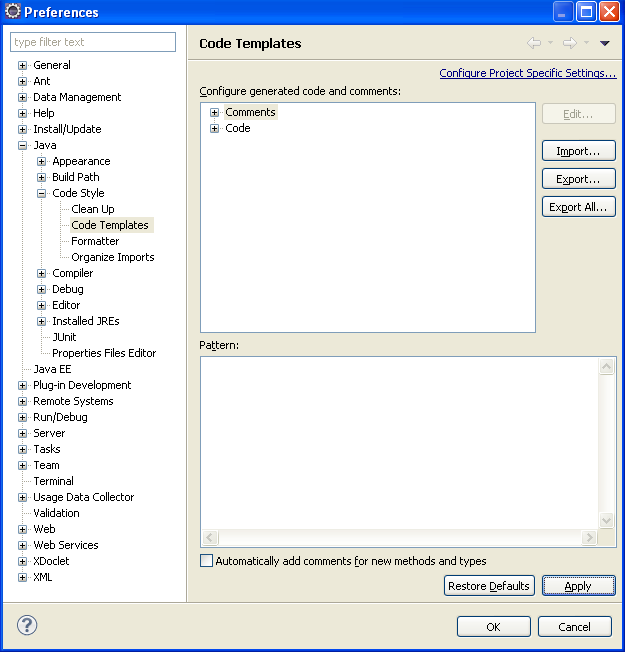 Preferences
type filter text
General
Ant
Data Management
Help
Install/Update
Java
Appearance
Build Path
Code Style
Clean Up
Code Templates
Formatter
Organize Imports
Compiler
Debug
Editor
Installed JREs
JUnit
Properties Files Editor
Java EE
Plug-in Development
Remote Systems
Run/Debug
Server
Tasks
Team
Terminal
Usage Data Collector
Validation
Web
Web Services
XDoclet
XML
Code Templates
Configure Project Specific Settings...
Configure generated code and comments:
Comments
Code
Edit...
Import...
Export...
Export All...
Pattern:
Automatically add comments for new methods and types
Restore Defaults
Apply
?
OK
Cancel